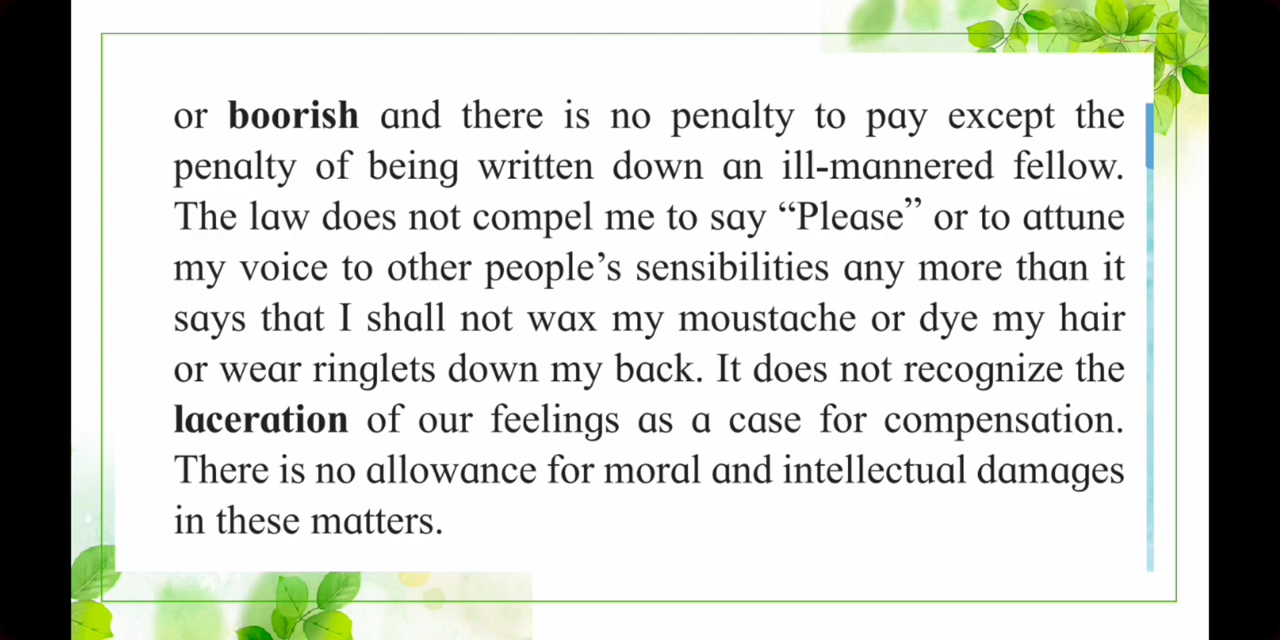 or boorish and there is no penalty to pay except the
penalty of being written down an ill-mannered fellow.
The law does not compel me to say “Please” or to attune
my voice to other people’s sensibilities any more than it
says that I shall not wax my moustache or dye my hair
or wear ringlets down my back. It does not recognize the
laceration of our feelings as a case for compensation.
There is no allowance for moral and intellectual damages
in these matters.